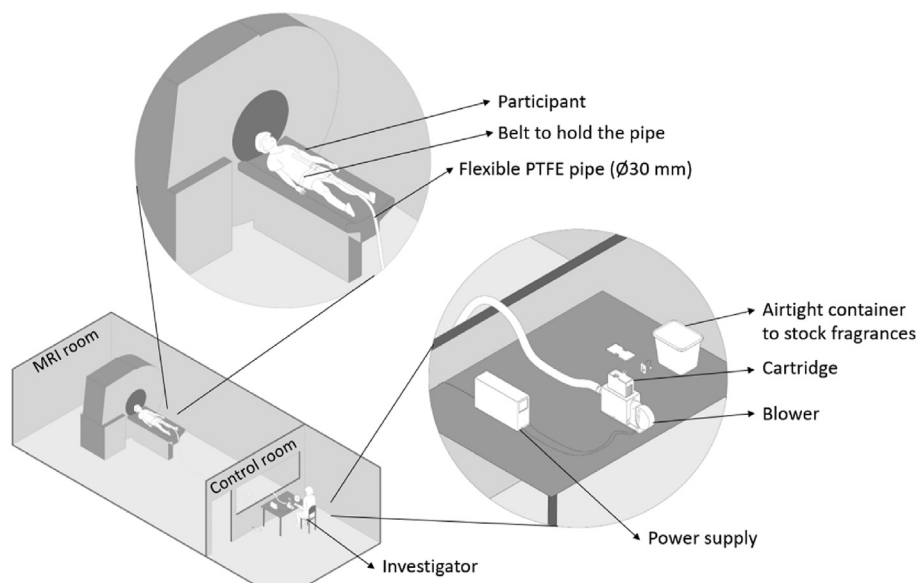 Participant
Belt to hold the pipe
Flexible PTFE pipe (Ø30 mm)
Airtight container
to stock fragrances
Cartridge
Blower
Power supply
MRI room
Control room
Investigator